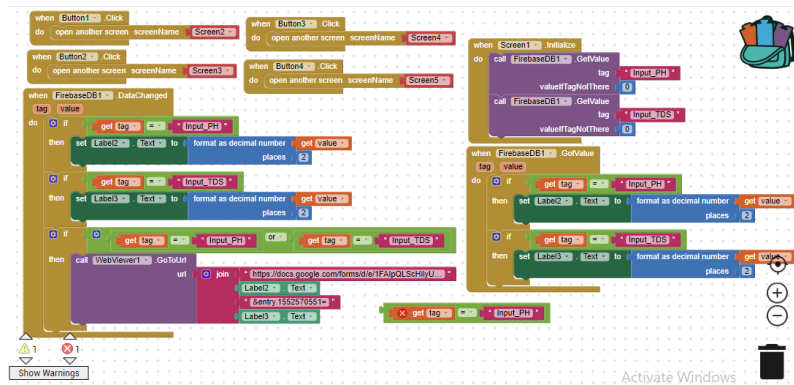 when Button1 .Click
do open another screen screenName " Screen2 "
when Button2 .Click
do open another screen screenName " Screen3 "
when Button3 .Click
do open another screen screenName " Screen4 "
when Button4 .Click
do open another screen screenName " Screen5 "
when FirebaseDB1 .DataChanged
tag value
do if get tag = " Input_PH "
then set Label2 . Text to format as decimal number get value
places 2
if get tag = " Input_TDS "
then set Label3 . Text to format as decimal number get value
places 2
if get tag = " Input_PH " or get tag = " Input_TDS "
then call WebViewer1 .GoToUrl
url join " https://docs.google.com/forms/d/e/1FAIpQLScHilyU... "
Label2 . Text
" &entry.1552570551= "
Label3 . Text
when Screen1 .Initialize
do call FirebaseDB1 .GetValue
tag " Input_PH "
valueIfTagNotThere 0
call FirebaseDB1 .GetValue
tag " Input_TDS "
valueIfTagNotThere 0
when FirebaseDB1 .GotValue
tag value
do if get tag = " Input_PH "
then set Label2 . Text to format as decimal number get value
places 2
if get tag = " Input_TDS "
then set Label3 . Text to format as decimal number get value
places 2
get tag = " Input_PH "
1 1
Show Warnings
Activate Windows